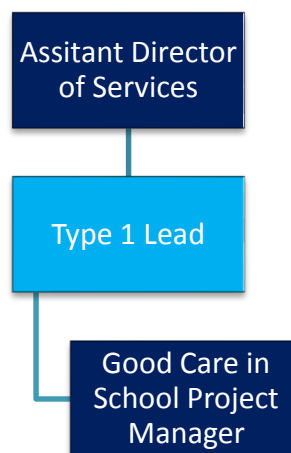 Assitant Director
of Services
Type 1 Lead
Good Care in
School Project
Manager